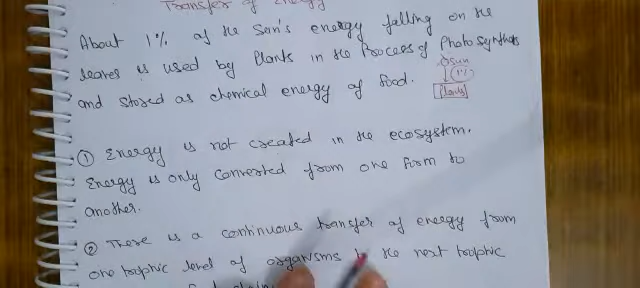 Transfer of Energy
About 1% of the Sun's energy falling on the
leaves is used by Plants in the Process of Photosynthesis
and stored as chemical energy of food.
Sun
(1%)
Plants
① Energy is not created in the ecosystem.
Energy is only converted from one form to
another.
② There is a continuous transfer of energy from
one trophic level of organisms to the next trophic